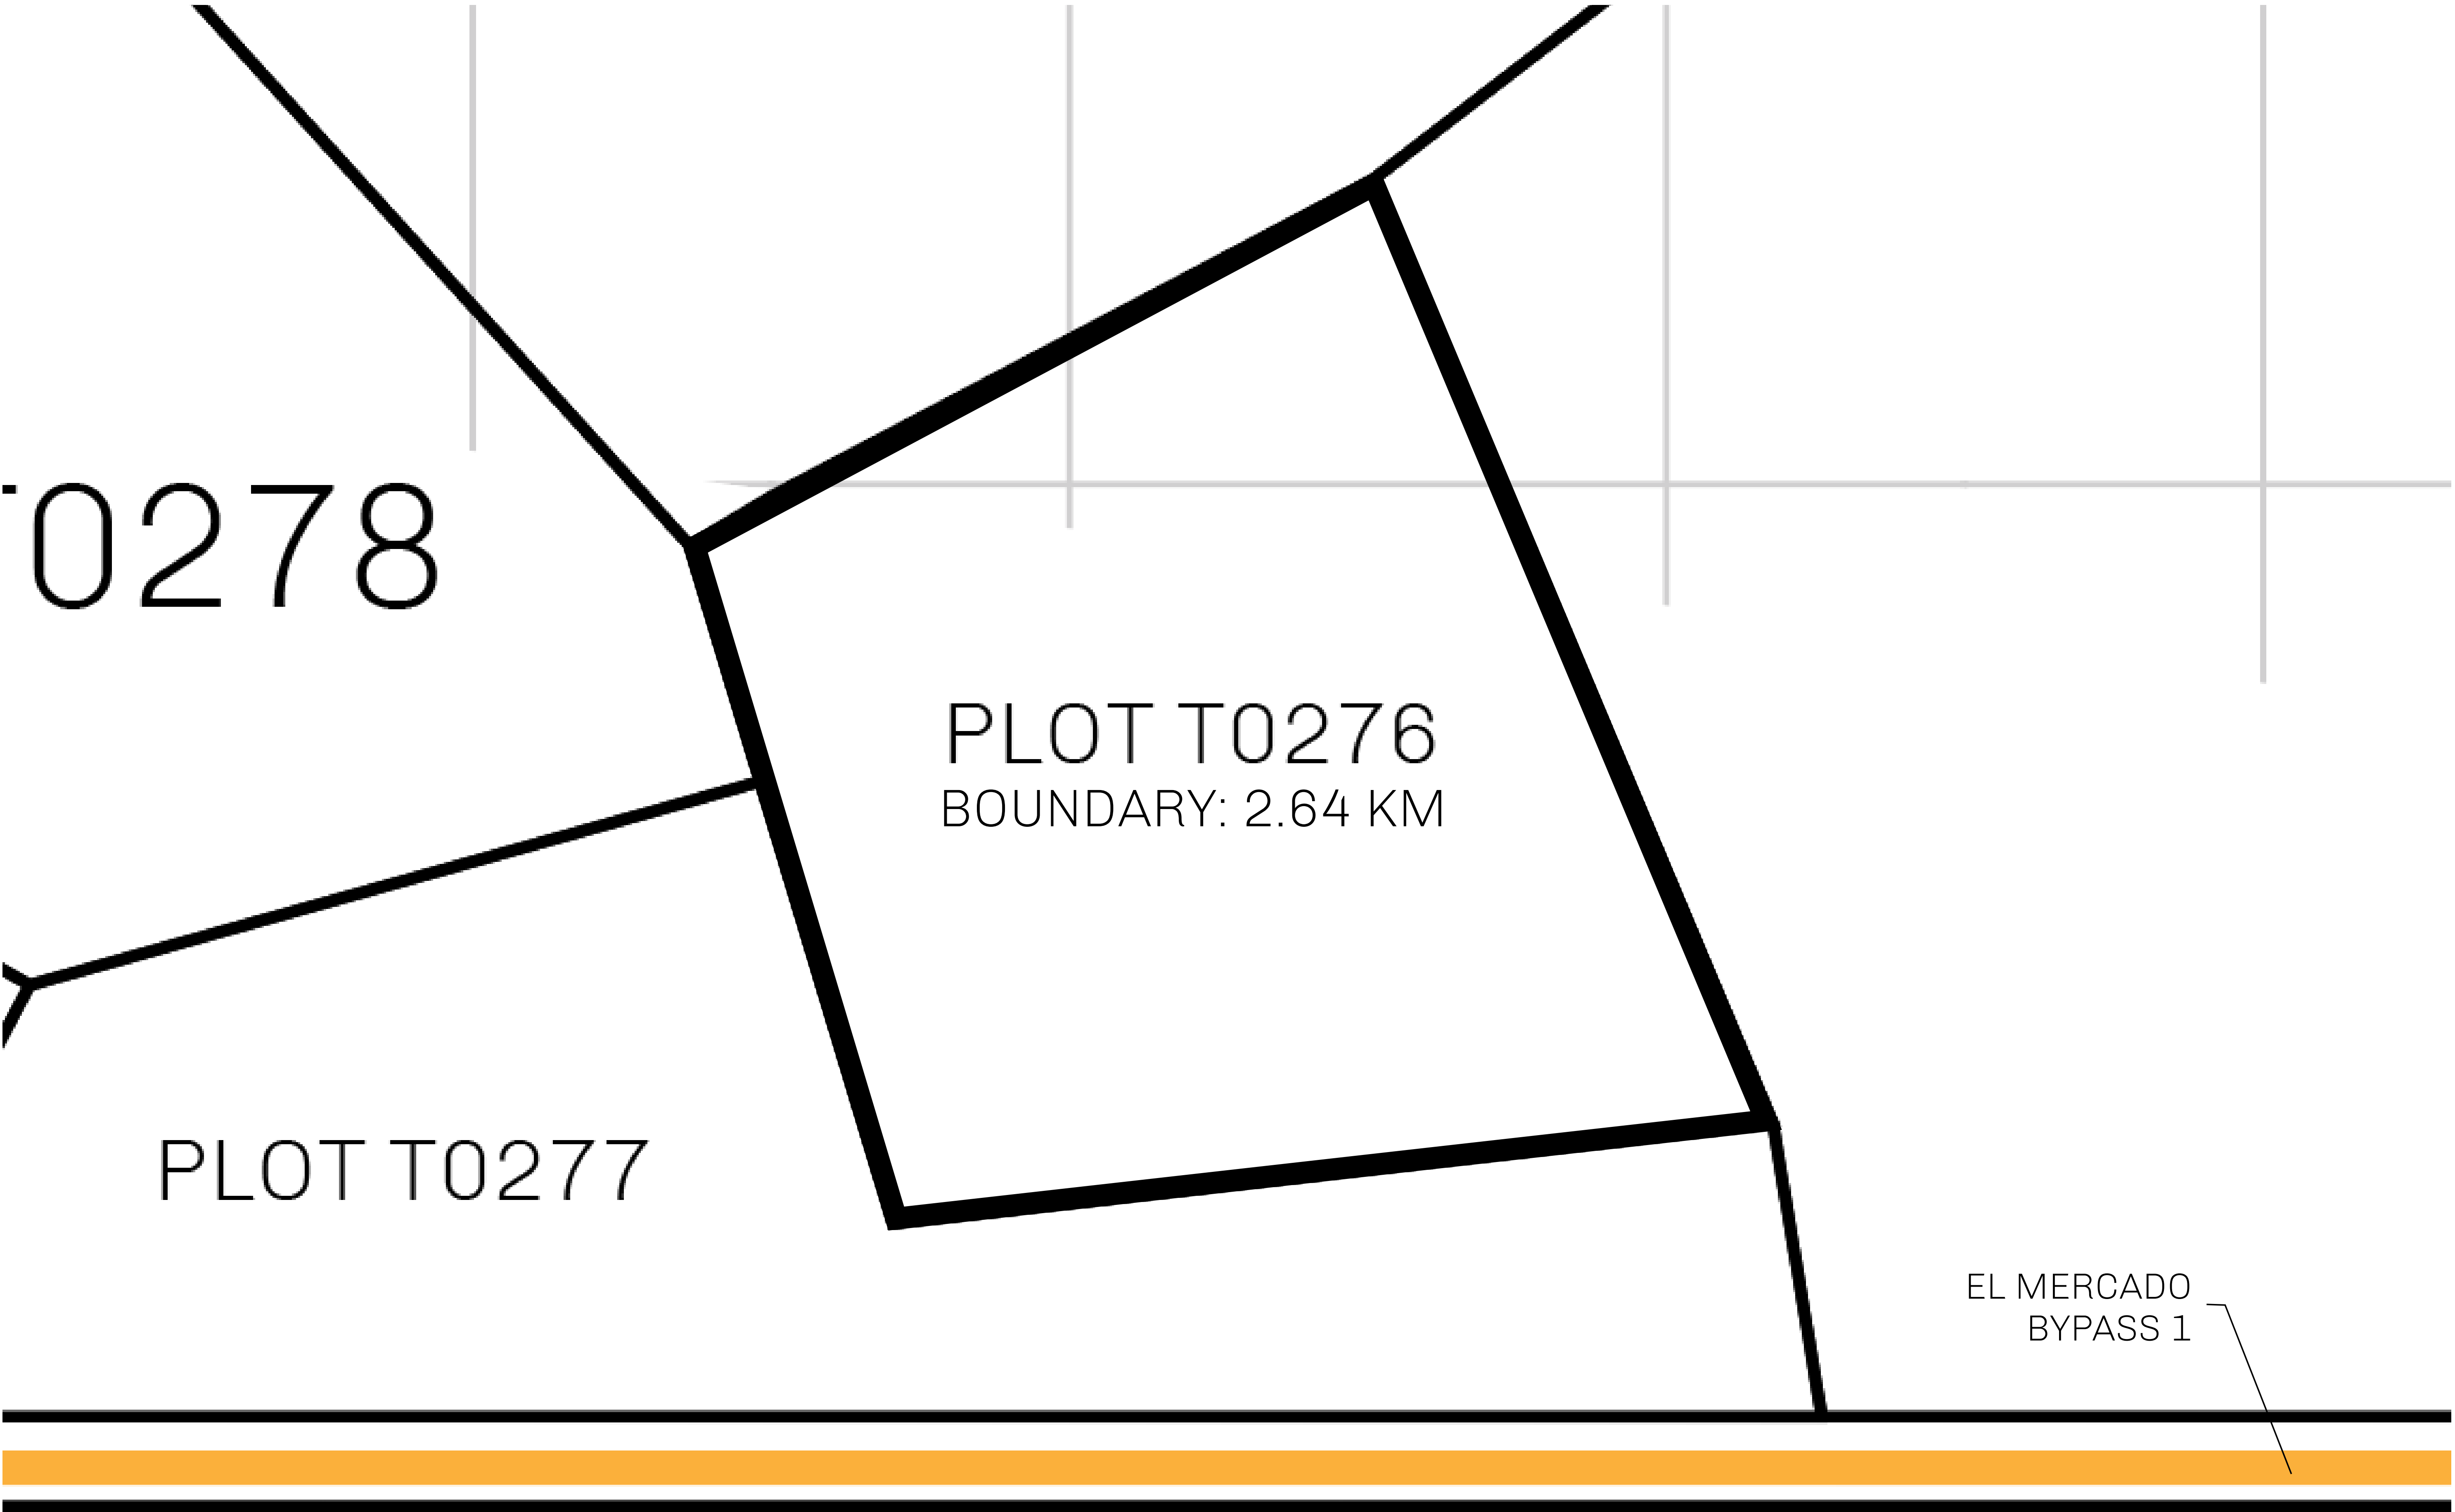 T0278
PLOT T0276
BOUNDARY: 2.64 KM
PLOT T0277
EL MERCADO
BYPASS 1